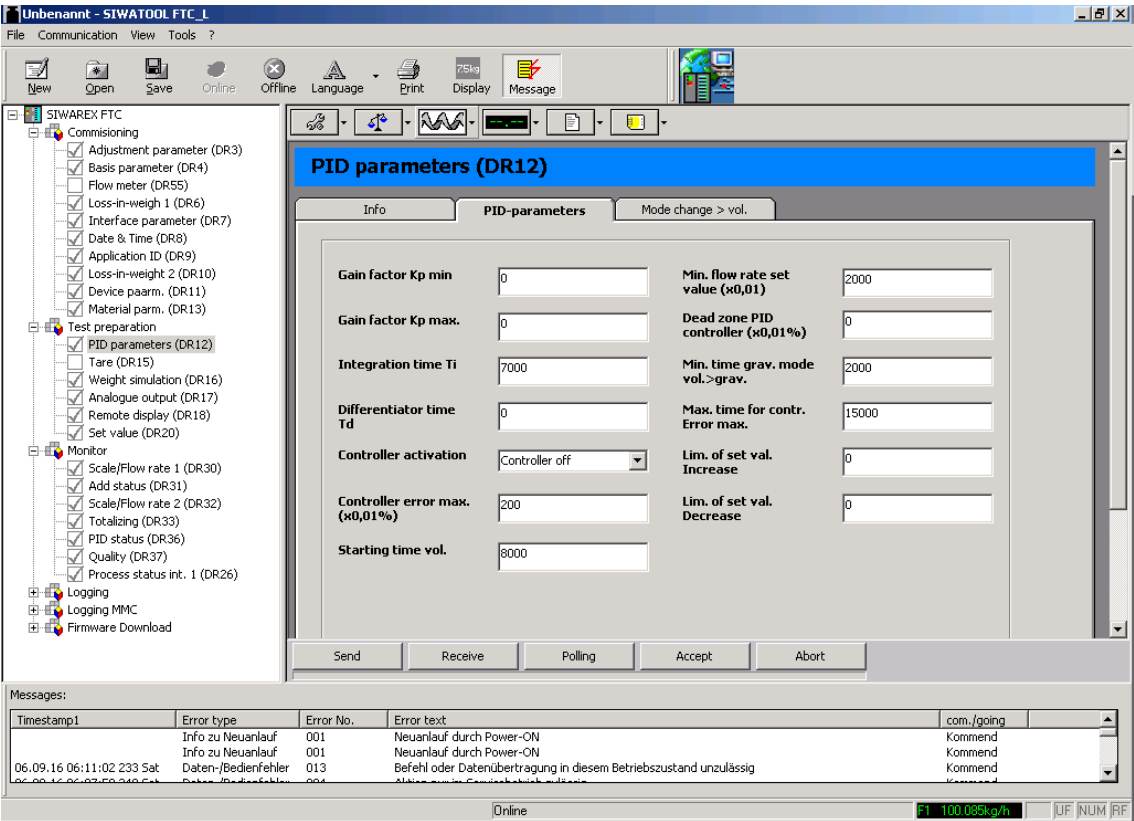 Unbenannt - SIWATOOL FTC_L
File Communication View Tools ?
New Open Save Online Offline Language Print Display Message
7.5kg
SIWAREX FTC
Commisioning
Adjustment parameter (DR3)
Basis parameter (DR4)
Flow meter (DR55)
Loss-in-weigh 1 (DR6)
Interface parameter (DR7)
Date & Time (DR8)
Application ID (DR9)
Loss-in-weight 2 (DR10)
Device paarm. (DR11)
Material parm. (DR13)
Test preparation
PID parameters (DR12)
Tare (DR15)
Weight simulation (DR16)
Analogue output (DR17)
Remote display (DR18)
Set value (DR20)
Monitor
Scale/Flow rate 1 (DR30)
Add status (DR31)
Scale/Flow rate 2 (DR32)
Totalizing (DR33)
PID status (DR36)
Quality (DR37)
Process status int. 1 (DR26)
Logging
Logging MMC
Firmware Download
PID parameters (DR12)
Info PID-parameters Mode change > vol.
Gain factor Kp min 0
Gain factor Kp max. 0
Integration time Ti 7000
Differentiator time
Td 0
Controller activation Controller off
Controller error max.
(x0,01%) 200
Starting time vol. 8000
Min. flow rate set
value (x0,01) 2000
Dead zone PID
controller (x0,01%) 0
Min. time grav. mode
vol.>grav. 2000
Max. time for contr.
Error max. 15000
Lim. of set val.
Increase 0
Lim. of set val.
Decrease 0
Send Receive Polling Accept Abort
Messages:
Timestamp1 Error type Error No. Error text com./going
Info zu Neuanlauf 001 Neuanlauf durch Power-ON Kommend
Info zu Neuanlauf 001 Neuanlauf durch Power-ON Kommend
06.09.16 06:11:02 233 Sat Daten-/Bedienfehler 013 Befehl oder Datenübertragung in diesem Betriebszustand unzulässig Kommend
Online F1 100.085kg/h UF NUM RF